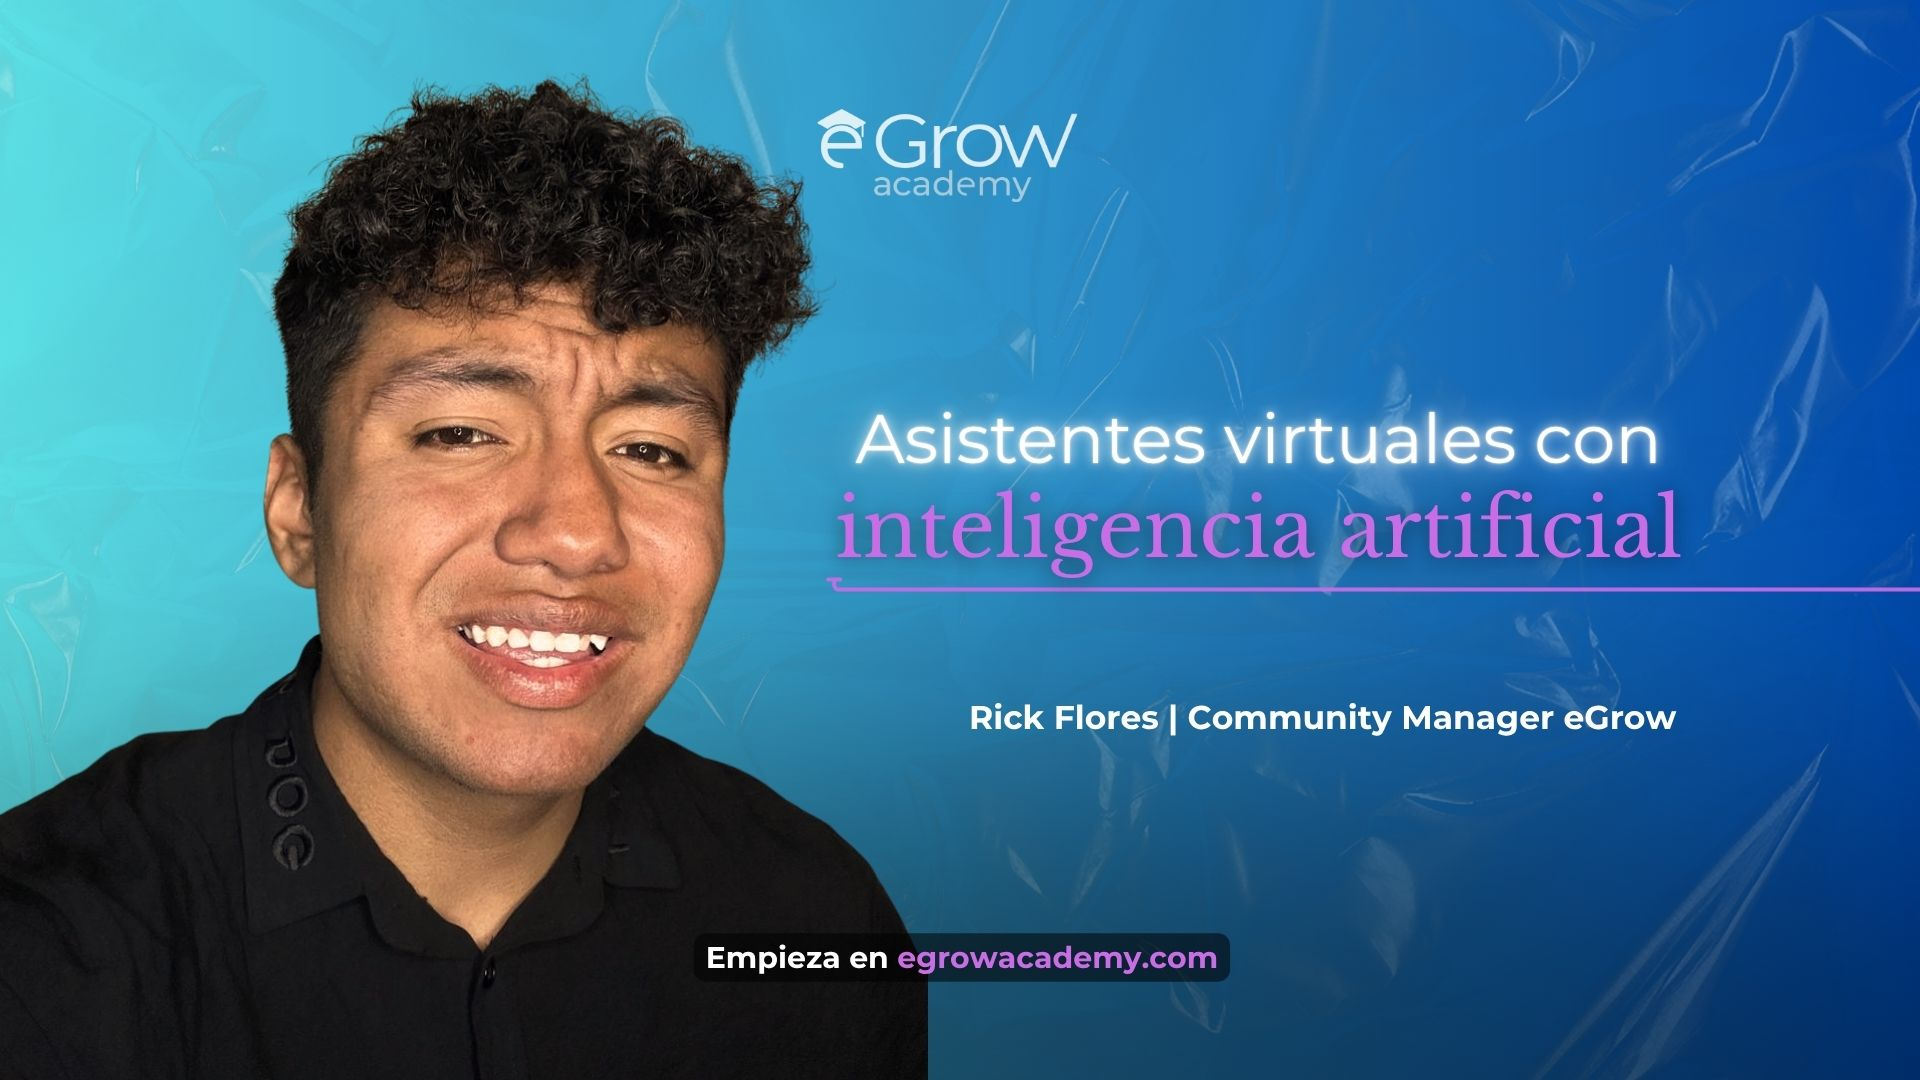 eGrow
academy
Asistentes virtuales con
inteligencia artificial
Rick Flores | Community Manager eGrow
Empieza en egrowacademy.com